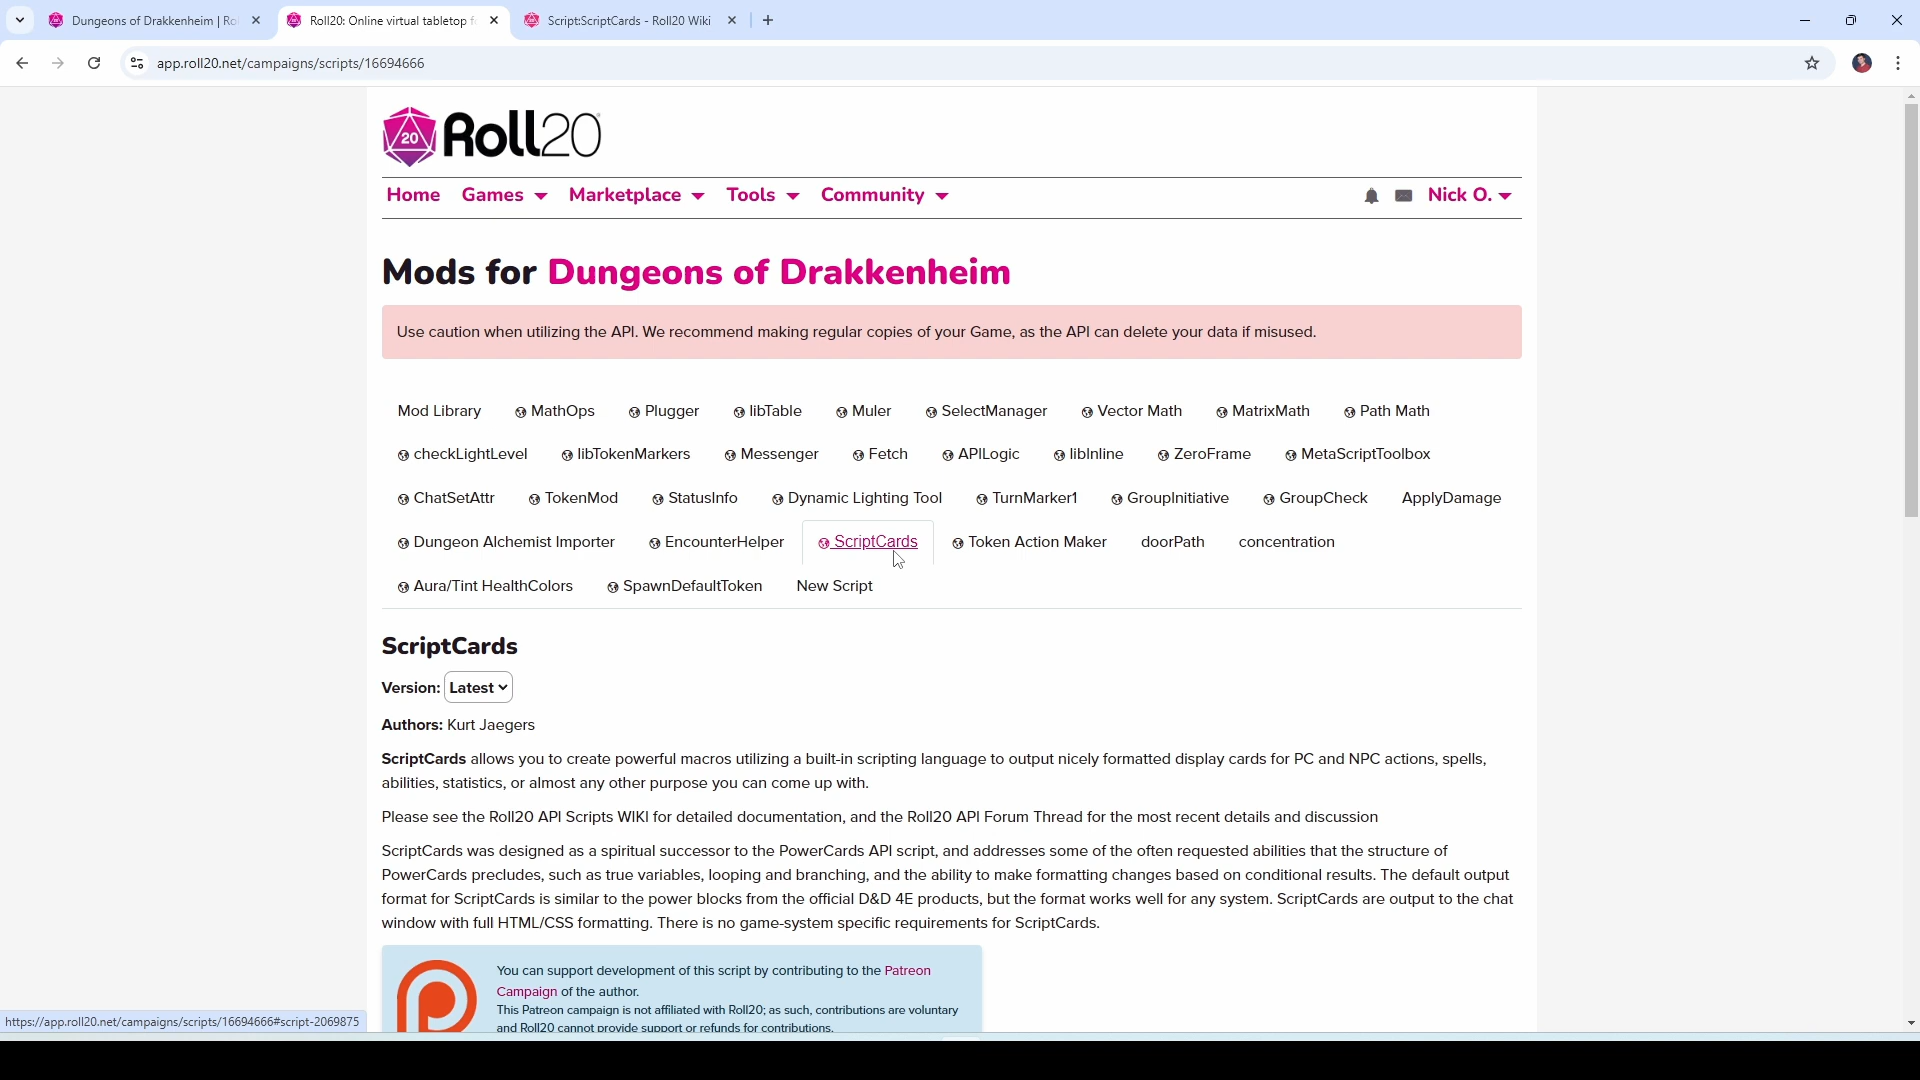 Dungeons of Drakkenheim | Rol
Roll20: Online virtual tabletop f
Script:ScriptCards - Roll20 Wiki
app.roll20.net/campaigns/scripts/16694666
20 Roll20
Home Games Marketplace Tools Community Nick O.
Mods for Dungeons of Drakkenheim
Use caution when utilizing the API. We recommend making regular copies of your Game, as the API can delete your data if misused.
Mod Library MathOps Plugger libTable Muler SelectManager Vector Math MatrixMath Path Math
checkLightLevel libTokenMarkers Messenger Fetch APILogic libInline ZeroFrame MetaScriptToolbox
ChatSetAttr TokenMod StatusInfo Dynamic Lighting Tool TurnMarker1 GroupInitiative GroupCheck ApplyDamage
Dungeon Alchemist Importer EncounterHelper ScriptCards Token Action Maker doorPath concentration
Aura/Tint HealthColors SpawnDefaultToken New Script
ScriptCards
Version: Latest
Authors: Kurt Jaegers
ScriptCards allows you to create powerful macros utilizing a built-in scripting language to output nicely formatted display cards for PC and NPC actions, spells,
abilities, statistics, or almost any other purpose you can come up with.
Please see the Roll20 API Scripts WIKI for detailed documentation, and the Roll20 API Forum Thread for the most recent details and discussion
ScriptCards was designed as a spiritual successor to the PowerCards API script, and addresses some of the often requested abilities that the structure of
PowerCards precludes, such as true variables, looping and branching, and the ability to make formatting changes based on conditional results. The default output
format for ScriptCards is similar to the power blocks from the official D&D 4E products, but the format works well for any system. ScriptCards are output to the chat
window with full HTML/CSS formatting. There is no game-system specific requirements for ScriptCards.
You can support development of this script by contributing to the Patreon
Campaign of the author.
This Patreon campaign is not affiliated with Roll20; as such, contributions are voluntary
and Roll20 cannot provide support or refunds for contributions.
https://app.roll20.net/campaigns/scripts/16694666#script-2069875